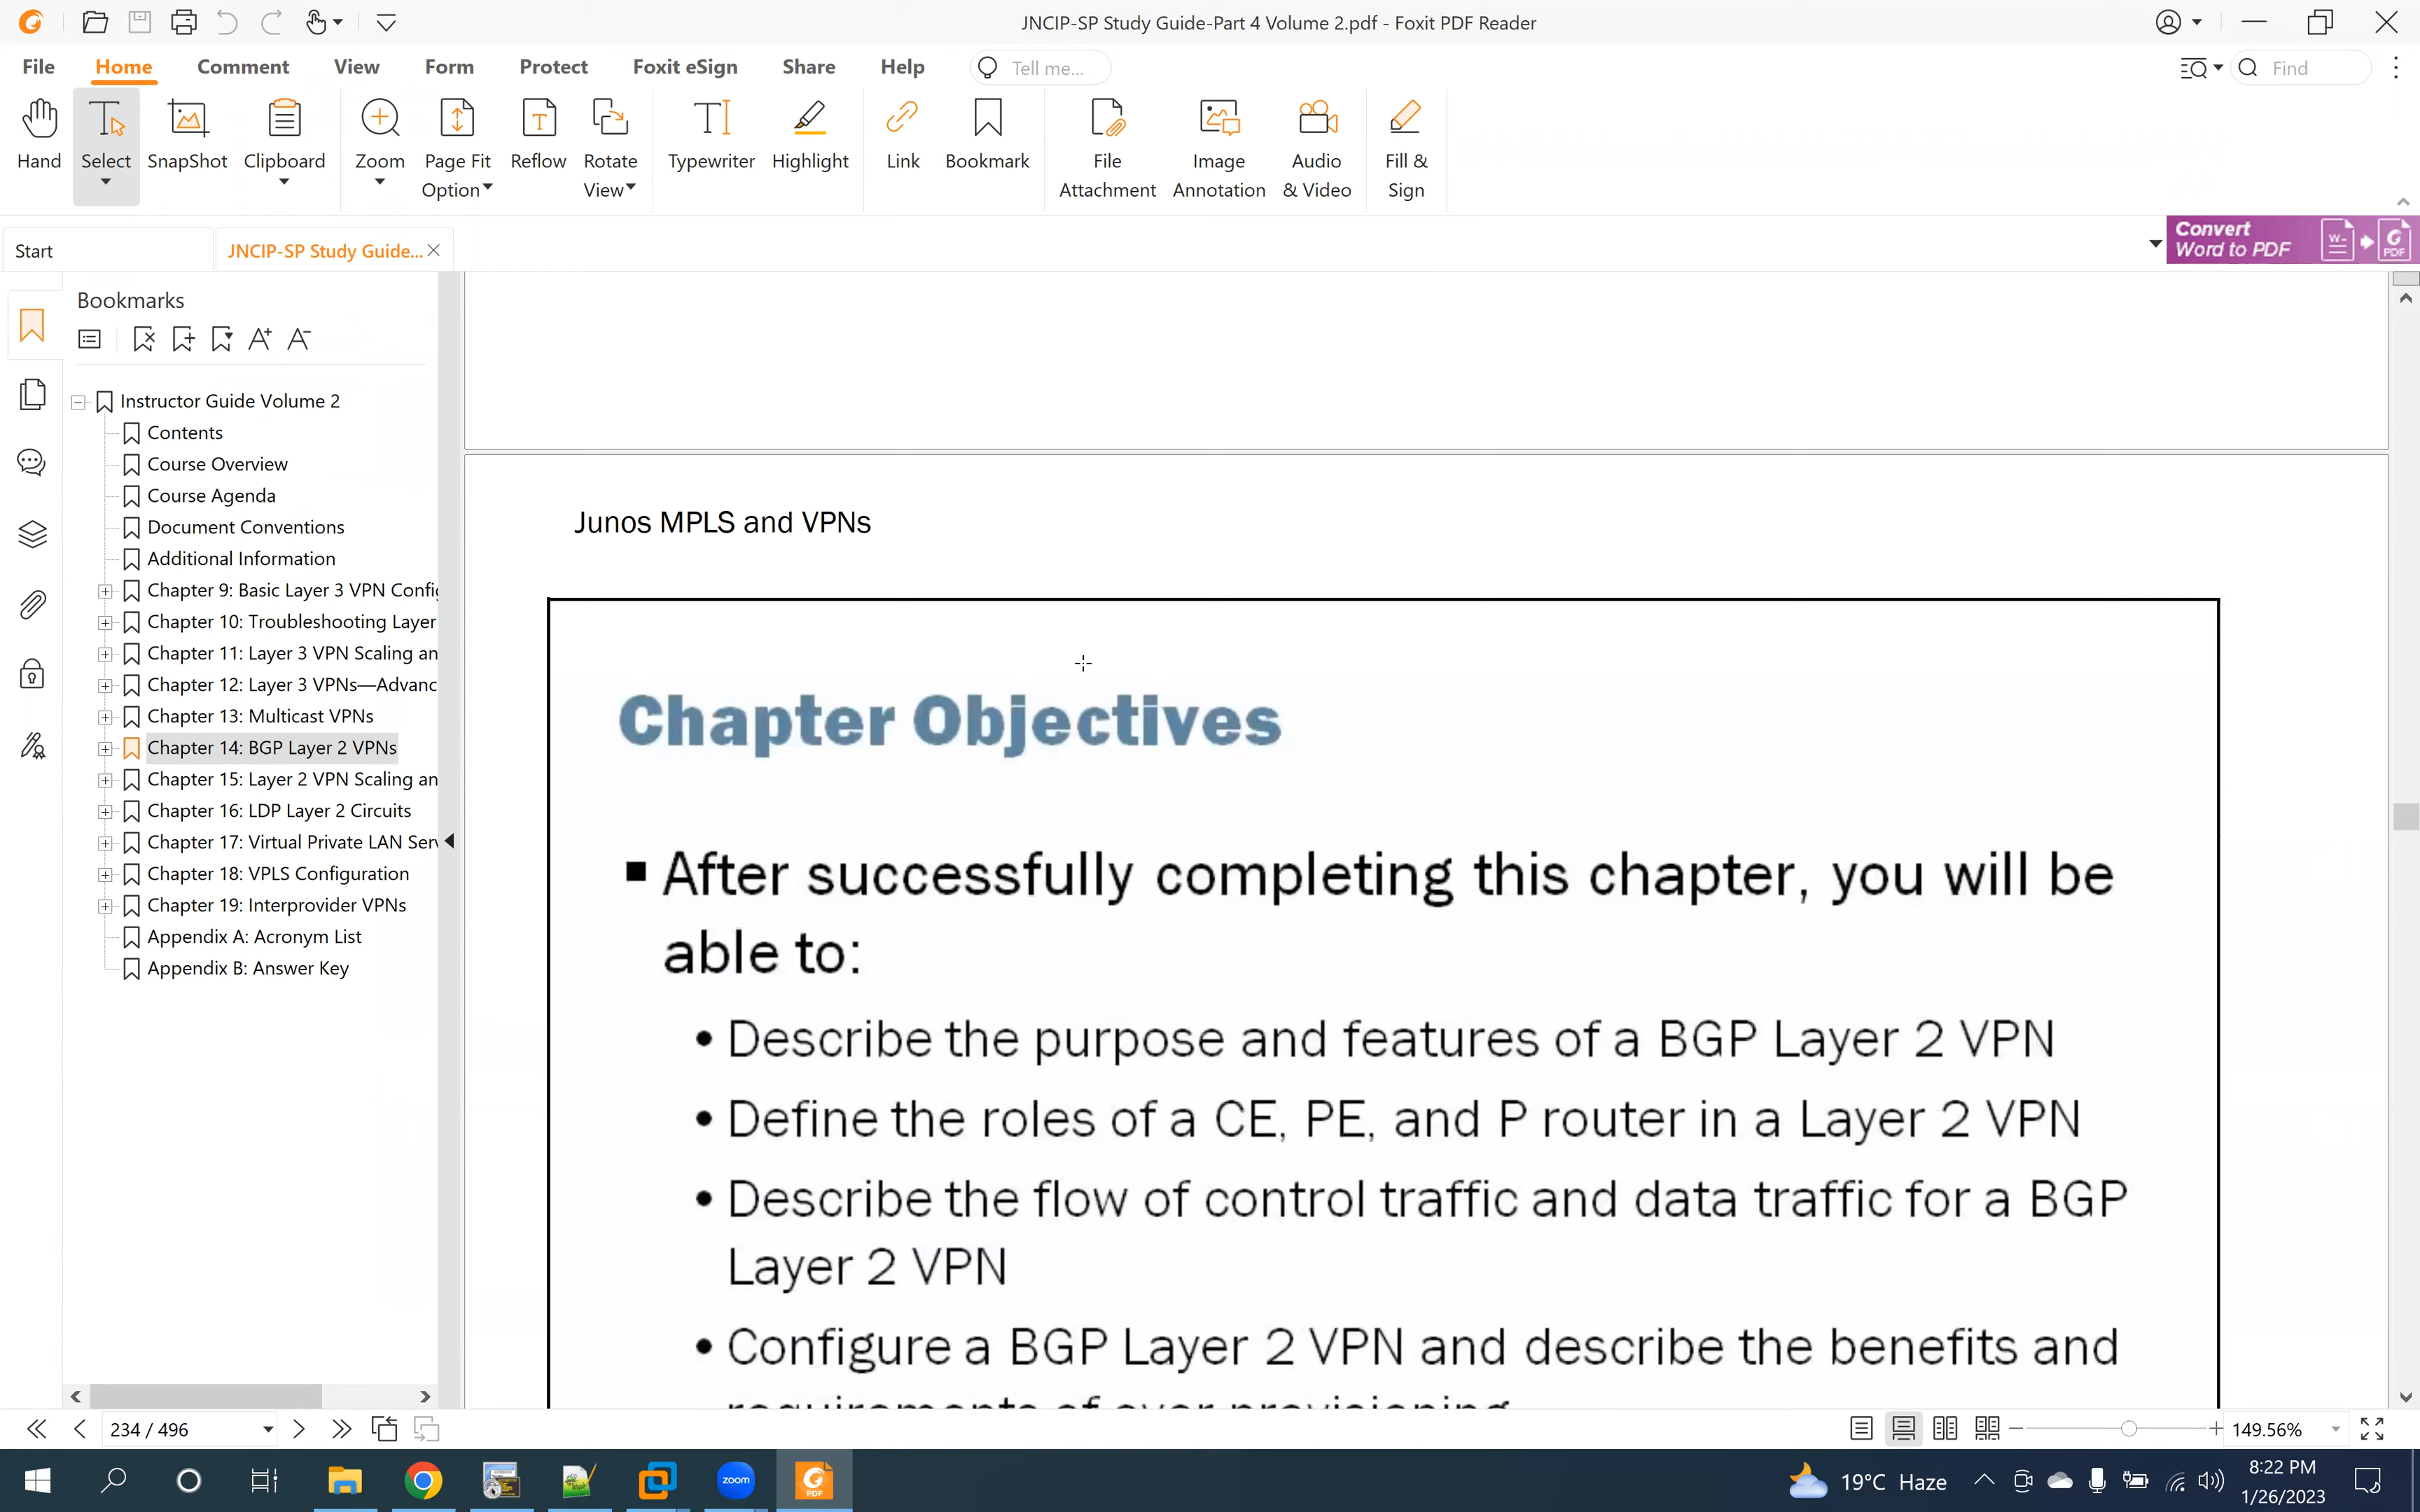 JNCIP-SP Study Guide-Part 4 Volume 2.pdf - Foxit PDF Reader
File Home Comment View Form Protect Foxit eSign Share Help Tell me... Find
Hand Select SnapShot Clipboard Zoom Page Fit Option Reflow Rotate View Typewriter Highlight Link Bookmark File Attachment Image Annotation Audio & Video Fill & Sign
Start JNCIP-SP Study Guide...
Convert
Word to PDF
Bookmarks
Instructor Guide Volume 2
Contents
Course Overview
Course Agenda
Document Conventions
Additional Information
Chapter 9: Basic Layer 3 VPN Config
Chapter 10: Troubleshooting Layer
Chapter 11: Layer 3 VPN Scaling an
Chapter 12: Layer 3 VPNs—Advanc
Chapter 13: Multicast VPNs
Chapter 14: BGP Layer 2 VPNs
Chapter 15: Layer 2 VPN Scaling an
Chapter 16: LDP Layer 2 Circuits
Chapter 17: Virtual Private LAN Serv
Chapter 18: VPLS Configuration
Chapter 19: Interprovider VPNs
Appendix A: Acronym List
Appendix B: Answer Key
Junos MPLS and VPNs
Chapter Objectives
■ After successfully completing this chapter, you will be
able to:
• Describe the purpose and features of a BGP Layer 2 VPN
• Define the roles of a CE, PE, and P router in a Layer 2 VPN
• Describe the flow of control traffic and data traffic for a BGP
Layer 2 VPN
• Configure a BGP Layer 2 VPN and describe the benefits and
requirements of over-provisioning
234 / 496
149.56%
zoom
PDF
19°C Haze
8:22 PM
1/26/2023